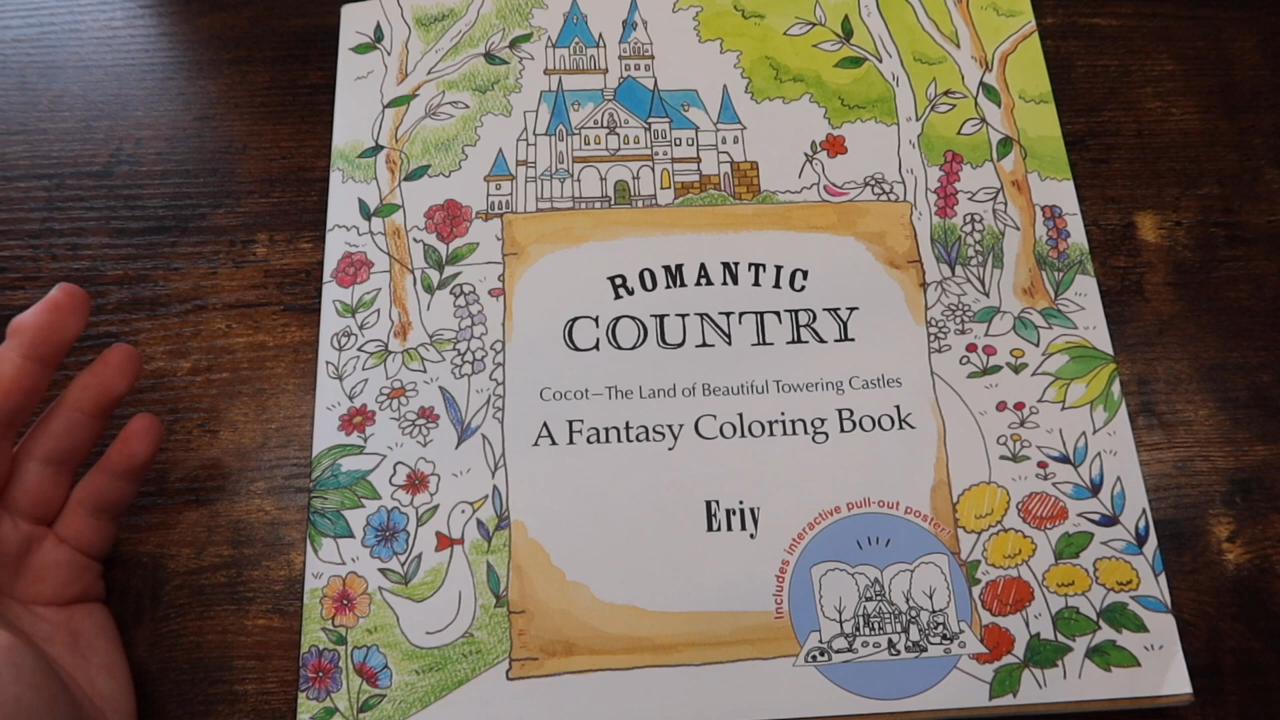 ROMANTIC
COUNTRY
Cocot—The Land of Beautiful Towering Castles
A Fantasy Coloring Book
Eriy
Includes interactive pull-out poster!